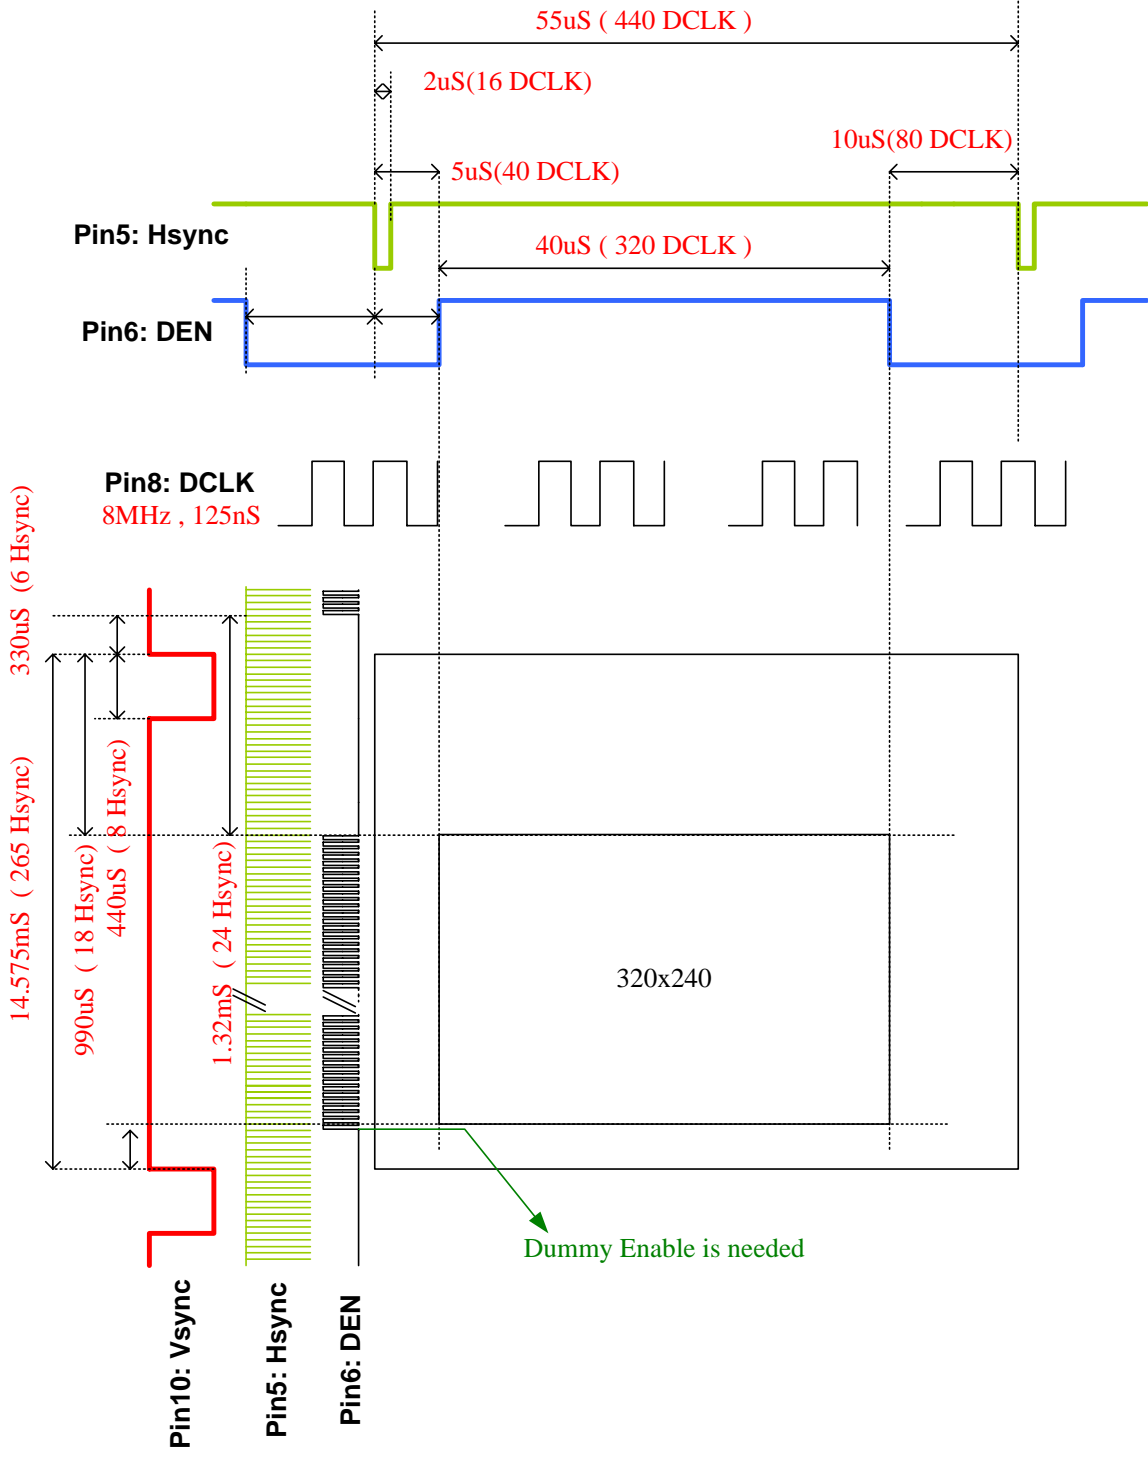 55uS ( 440 DCLK )
2uS(16 DCLK)
10uS(80 DCLK)
5uS(40 DCLK)
Pin5: Hsync
40uS ( 320 DCLK )
Pin6: DEN
Pin8: DCLK
8MHz , 125nS
330uS (6 Hsync)
14.575mS ( 265 Hsync)
990uS ( 18 Hsync)
440uS ( 8 Hsync)
1.32mS ( 24 Hsync)
320x240
Dummy Enable is needed
Pin10: Vsync
Pin5: Hsync
Pin6: DEN